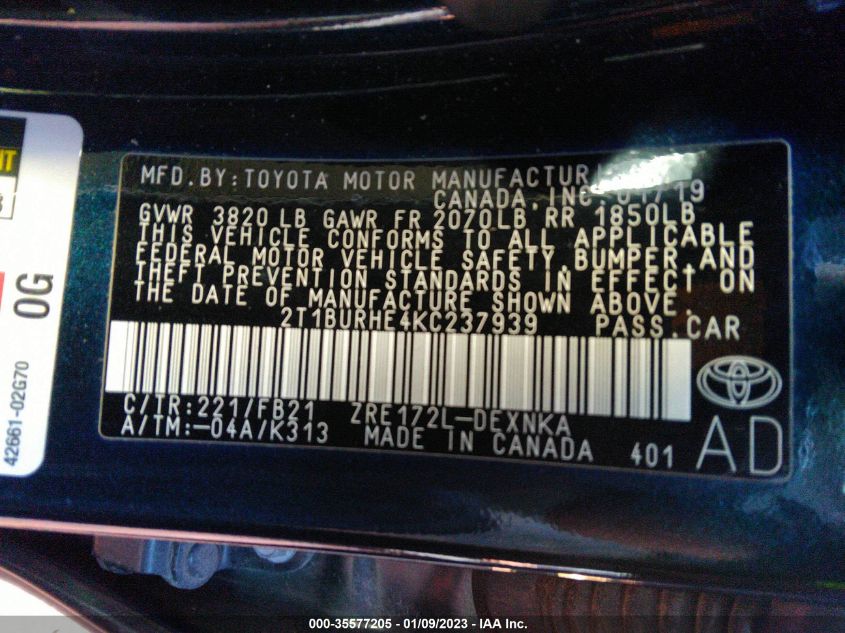 MFD. BY: TOYOTA MOTOR MANUFACTUR
CANADA, INC. 01/19
GVWR 3820 LB GAWR FR 2070LB, RR 1850LB
THIS VEHICLE CONFORMS TO ALL APPLICABLE
FEDERAL MOTOR VEHICLE SAFETY, BUMPER, AND
THEFT PREVENTION STANDARDS IN EFFECT ON
THE DATE OF MANUFACTURE SHOWN ABOVE.
2T1BURHE4KC237939 PASS. CAR
C/TR: 221/FB21 ZRE172L-DEXNKA
A/TM: -04A/K313 MADE IN CANADA 401
AD
0G
42661-02G70
000-35577205 - 01/09/2023 - IAA Inc.